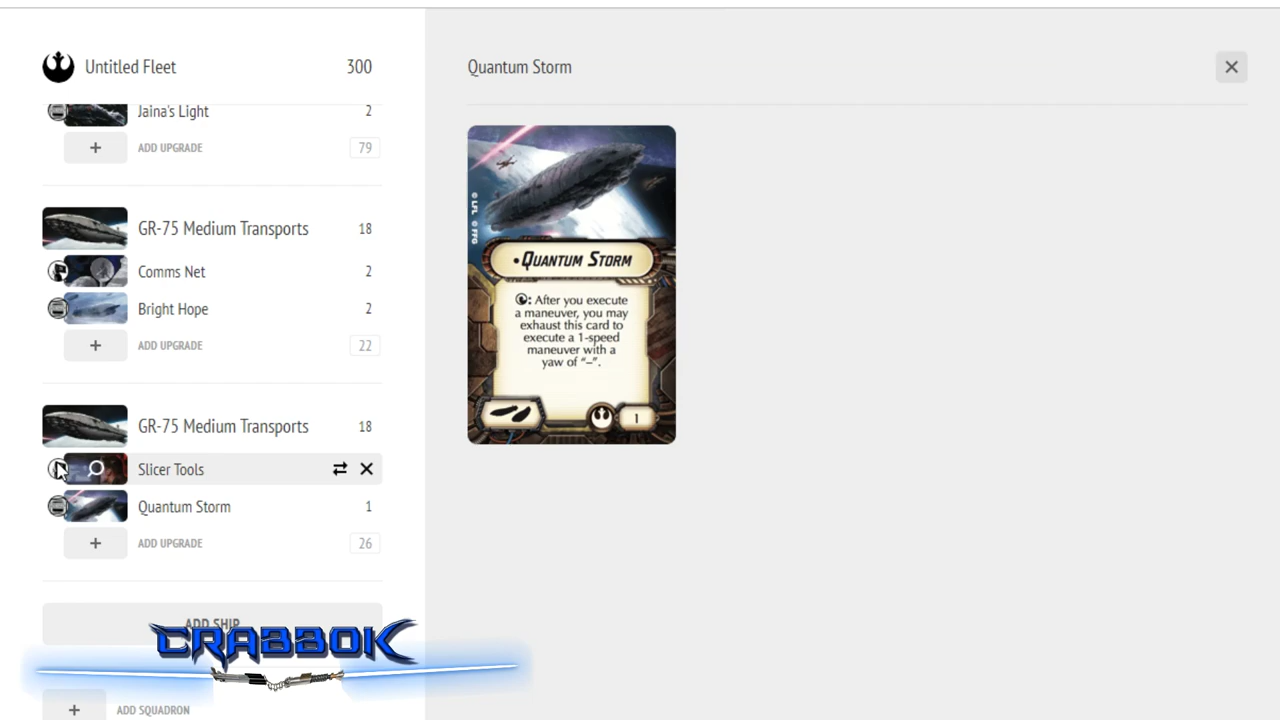 Untitled Fleet 300
Jaina's Light 2
+ ADD UPGRADE 79
GR-75 Medium Transports 18
Comms Net 2
Bright Hope 2
+ ADD UPGRADE 22
GR-75 Medium Transports 18
Slicer Tools
Quantum Storm 1
+ ADD UPGRADE 26
ADD SHIP
CRABBOK
+ ADD SQUADRON
Quantum Storm
© LFL © FFG
•QUANTUM STORM
: After you execute
a maneuver, you may
exhaust this card to
execute a 1-speed
maneuver with a
yaw of “–”.
1